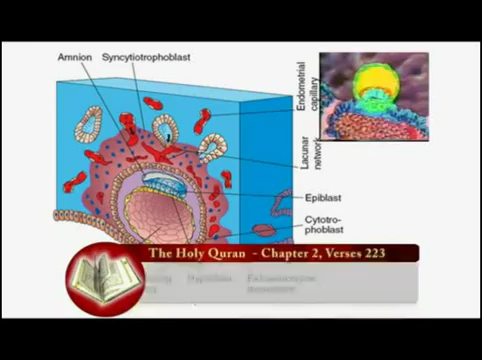 Amnion Syncytiotrophoblast
Endometrial
capillary
Lacunar
network
Epiblast
Cytotro-
phoblast
The Holy Quran - Chapter 2, Verses 223